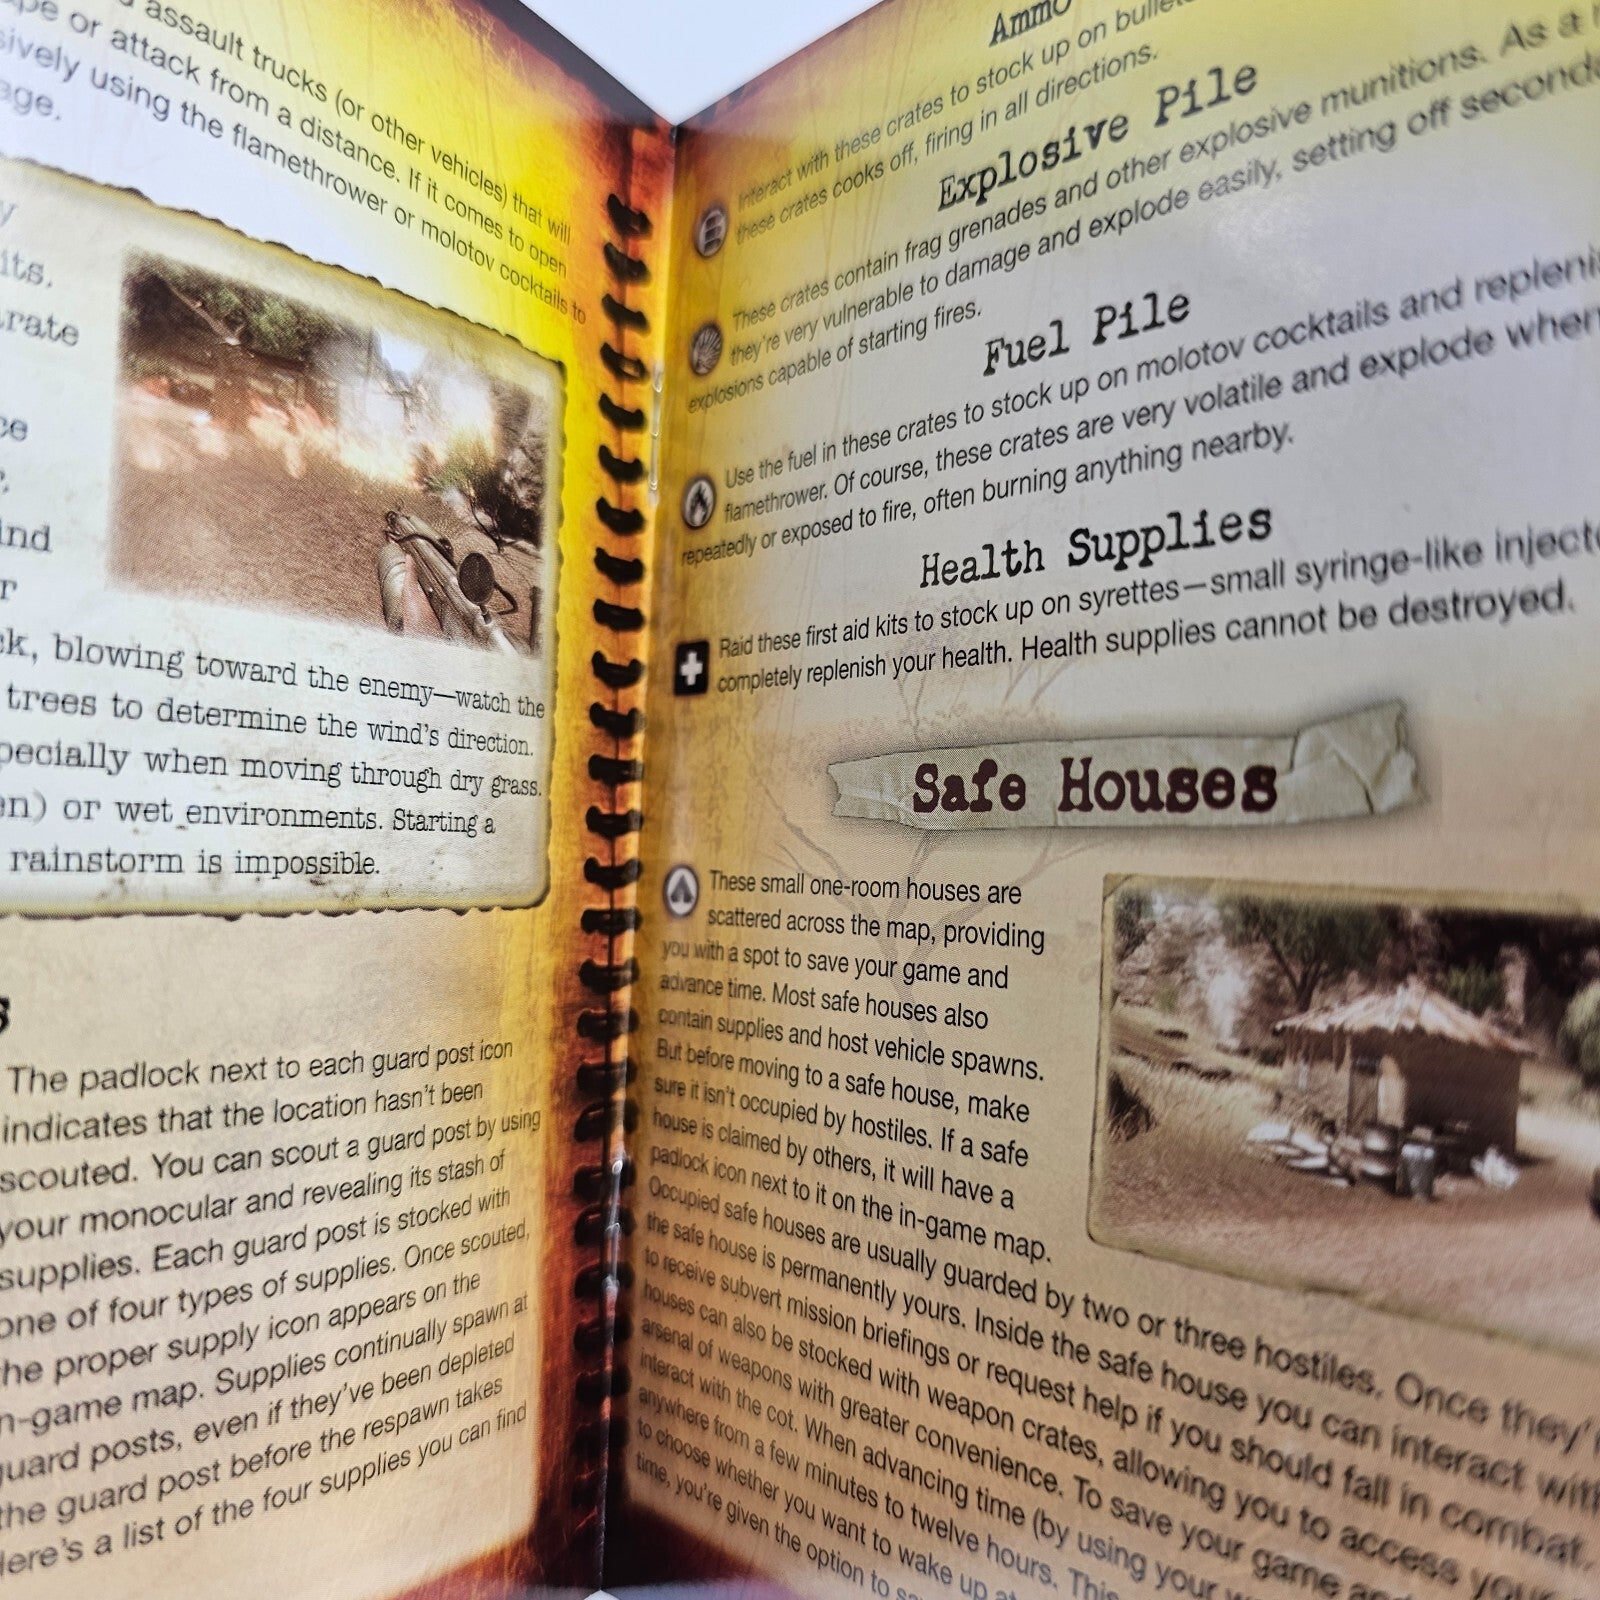 assault trucks (or other vehicles) that will
or attack from a distance. If it comes to open
using the flamethrower or molotov cocktails to
blowing toward the enemy—watch the
trees to determine the wind's direction.
when moving through dry grass.
or wet environments. Starting a
rainstorm is impossible.
The padlock next to each guard post icon
indicates that the location hasn't been
scouted. You can scout a guard post by using
your monocular and revealing its stash of
supplies. Each guard post is stocked with
one of four types of supplies. Once scouted,
the proper supply icon appears on the
in-game map. Supplies continually spawn at
guard posts, even if they've been depleted
the guard post before the respawn takes
Here's a list of the four supplies you can find
Ammo
Interact with these crates to stock up on
these crates cooks off, firing in all directions.
Explosive Pile
These crates contain frag grenades and other explosive munitions. As a
they're very vulnerable to damage and explode easily, setting off
explosions capable of starting fires.
Fuel Pile
Use the fuel in these crates to stock up on molotov cocktails and
flamethrower. Of course, these crates are very volatile and explode
repeatedly or exposed to fire, often burning anything nearby.
Health Supplies
Raid these first aid kits to stock up on syrettes—small syringe-like
completely replenish your health. Health supplies cannot be destroyed.
Safe Houses
These small one-room houses are
scattered across the map, providing
you with a spot to save your game and
advance time. Most safe houses also
contain supplies and host vehicle spawns.
But before moving to a safe house, make
sure it isn't occupied by hostiles. If a safe
house is claimed by others, it will have a
padlock icon next to it on the in-game map.
Occupied safe houses are usually guarded by two or three hostiles. Once
the safe house is permanently yours. Inside the safe house you can interact with
to receive subvert mission briefings or request help if you should fall in combat.
houses can also be stocked with weapon crates, allowing you to access your
arsenal of weapons with greater convenience. To save your game and
interact with the cot. When advancing time (by using your
anywhere from a few minutes to twelve hours. This
to choose whether you want to wake up at
time, you're given the option to